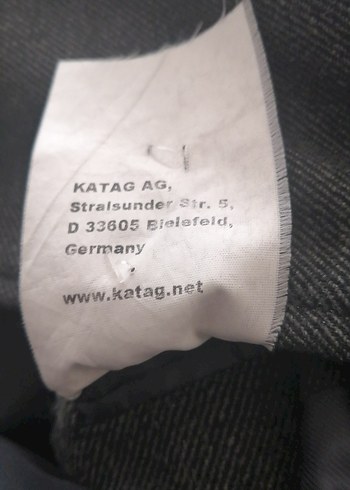 KATAG AG,
Stralsunder Str. 5,
D 33605 Bielefeld,
Germany
www.katag.net